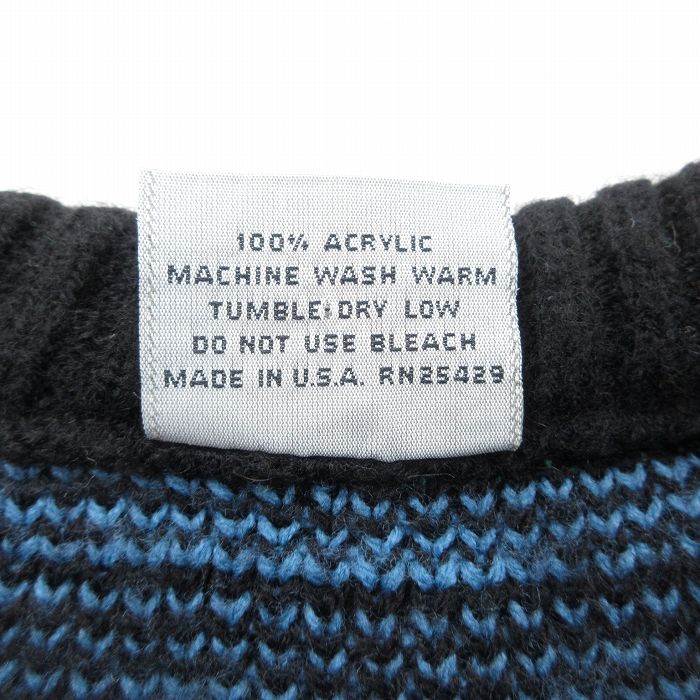 100% ACRYLIC
MACHINE WASH WARM
TUMBLE DRY LOW
DO NOT USE BLEACH
MADE IN U.S.A. RN25429